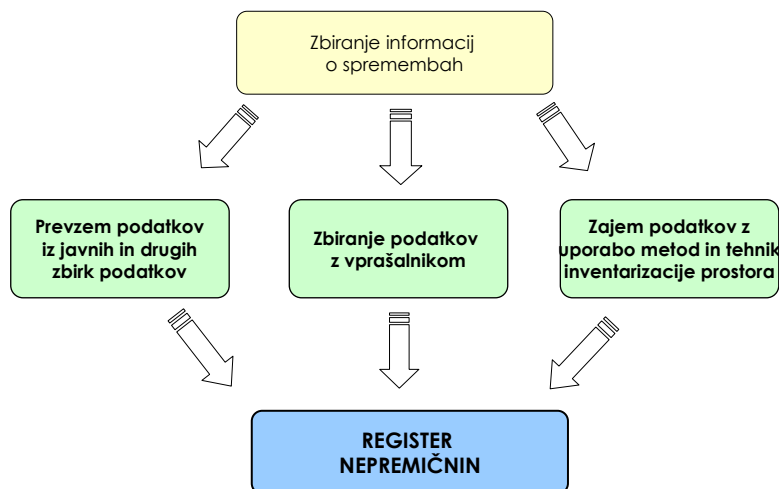 Zbiranje informacij
o spremembah
Prevzem podatkov
iz javnih in drugih
zbirk podatkov
Zbiranje podatkov
z vprašalnikom
Zajem podatkov z
uporabo metod in tehnik
inventarizacije prostora
REGISTER
NEPREMIČNIN